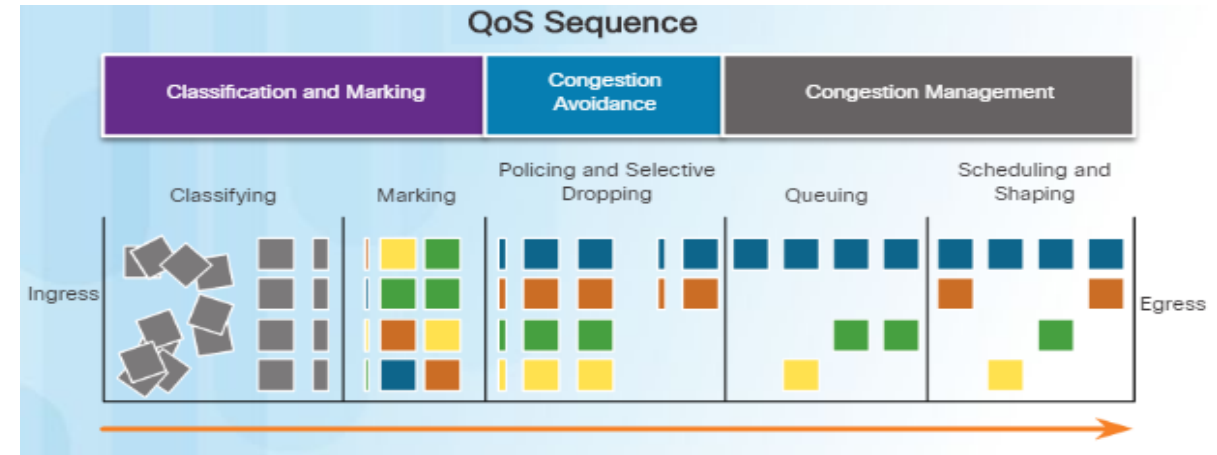 QoS Sequence
Classification and Marking
Congestion
Avoidance
Congestion Management
Classifying
Marking
Policing and Selective
Dropping
Queuing
Scheduling and
Shaping
Ingress
Egress